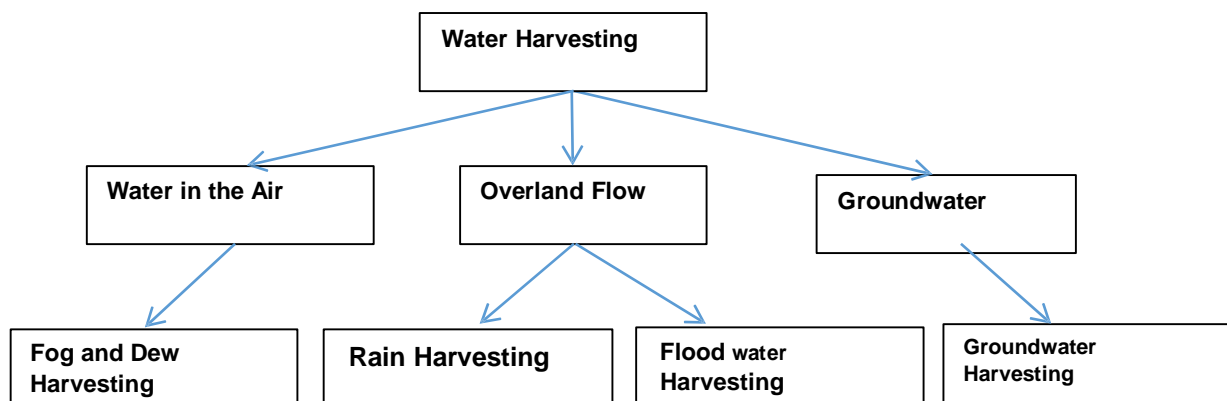 Water Harvesting
Water in the Air
Overland Flow
Groundwater
Fog and Dew
Harvesting
Rain Harvesting
Flood water
Harvesting
Groundwater
Harvesting